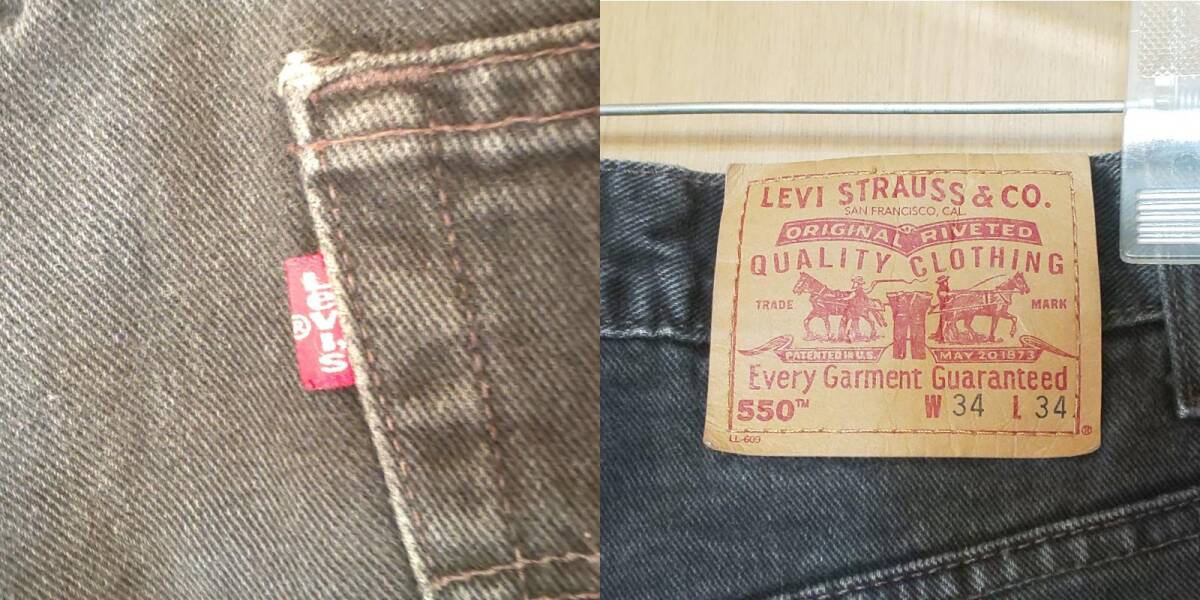 Levi's
®
LEVI STRAUSS & CO.
SAN FRANCISCO, CAL.
ORIGINAL RIVETED
QUALITY CLOTHING
TRADE MARK
PATENTED IN U.S. MAY 20 1873
Every Garment Guaranteed
550™ W 34 L 34
LL-609 ®